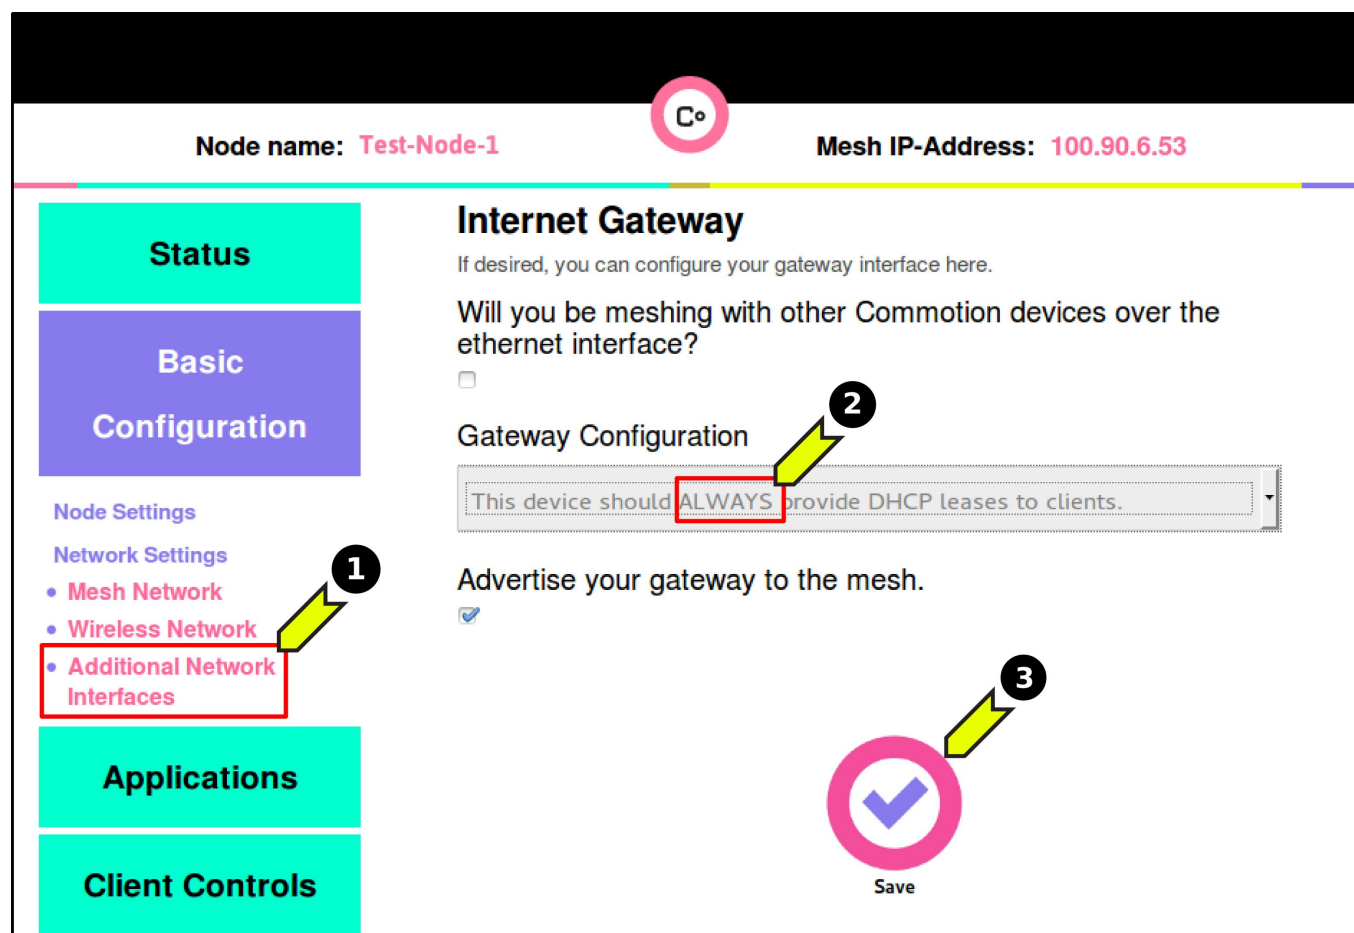 Co
Node name: Test-Node-1
Mesh IP-Address: 100.90.6.53
Status
Basic
Configuration
Node Settings
Network Settings
Mesh Network
Wireless Network
Additional Network
Interfaces
1
Applications
Client Controls
Internet Gateway
If desired, you can configure your gateway interface here.
Will you be meshing with other Commotion devices over the
ethernet interface?
2
Gateway Configuration
This device should ALWAYS provide DHCP leases to clients.
Advertise your gateway to the mesh.
3
Save